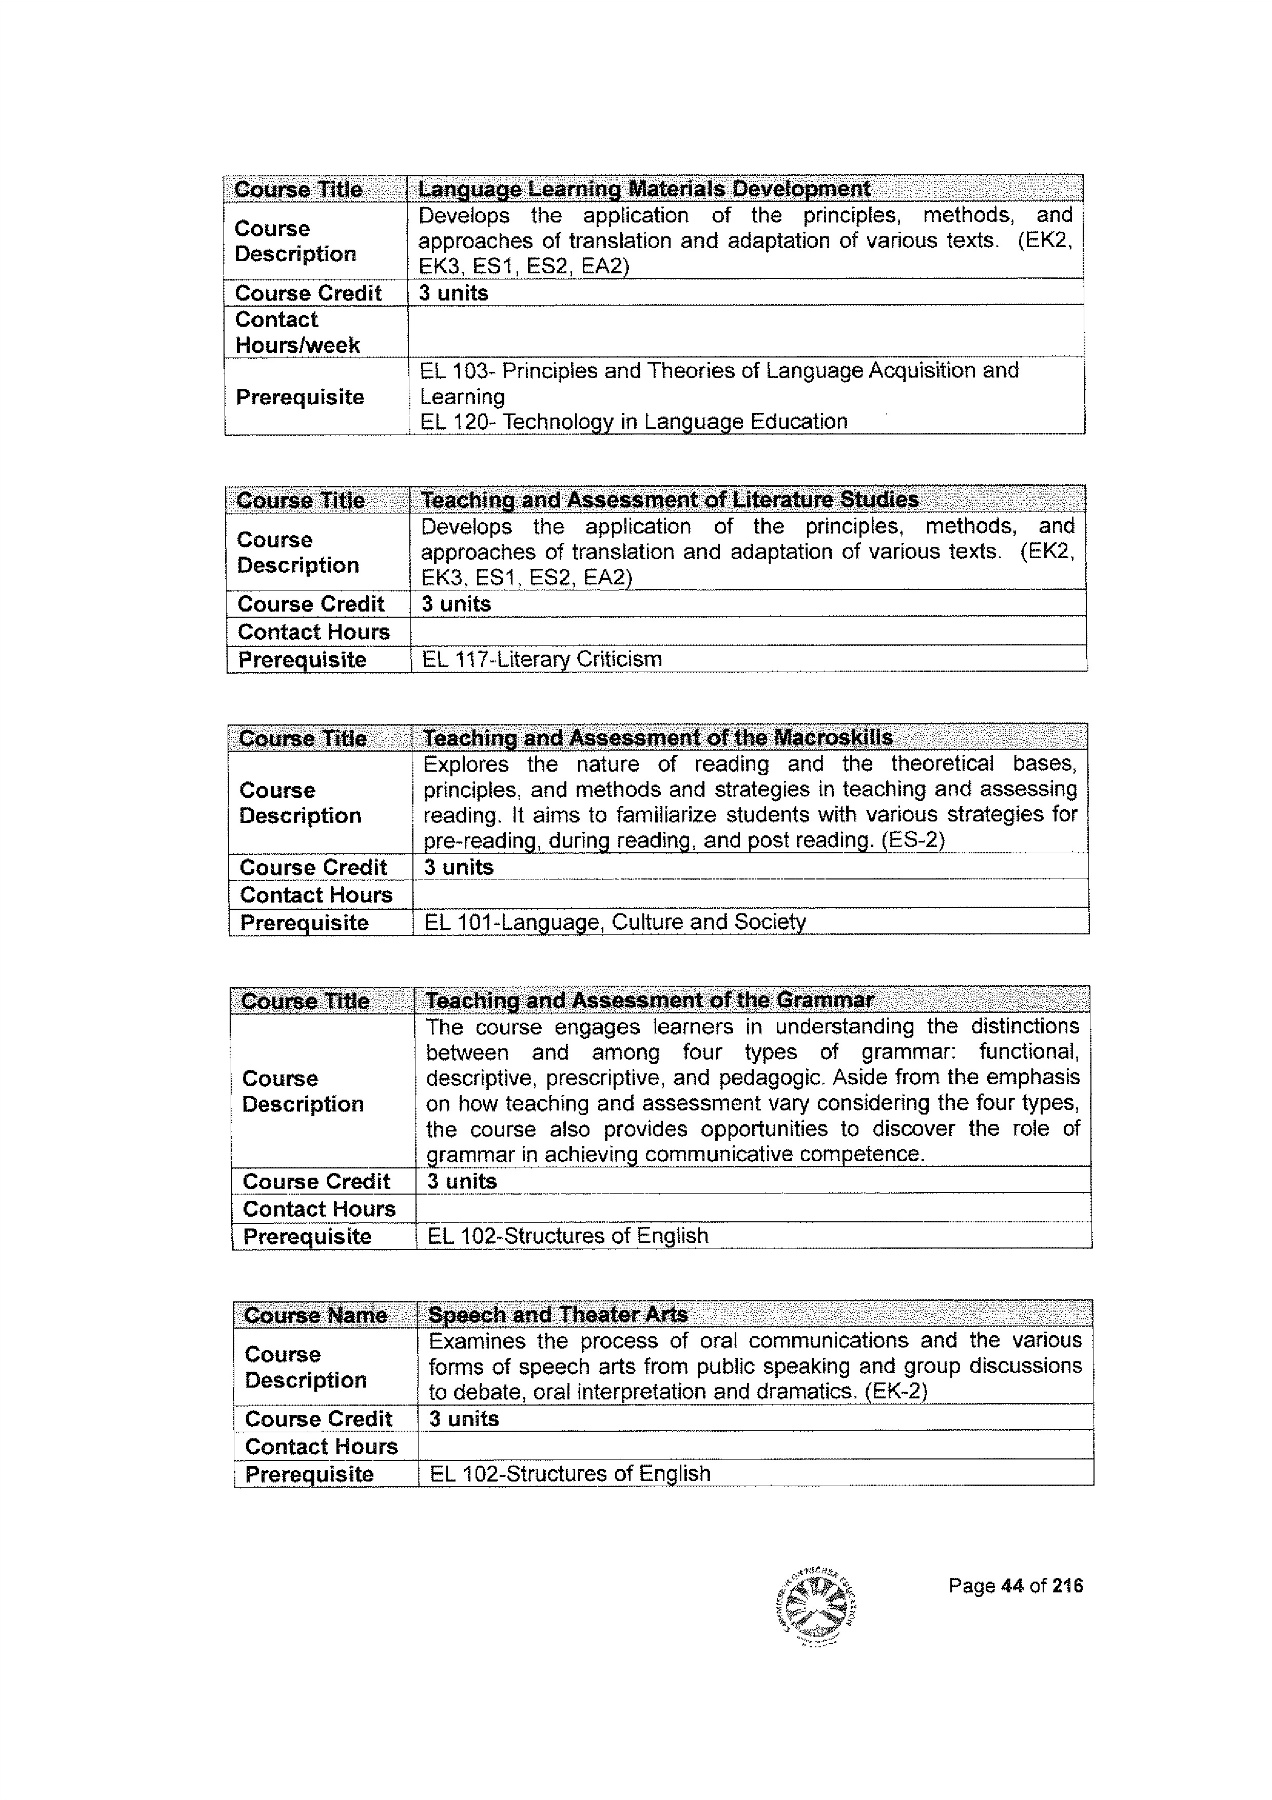 Course Title Language Learning Materials Development
Course Description Develops the application of the principles, methods, and
approaches of translation and adaptation of various texts. (EK2,
EK3, ES1, ES2, EA2)
Course Credit 3 units
Contact
Hours/week
Prerequisite EL 103- Principles and Theories of Language Acquisition and
Learning
EL 120- Technology in Language Education
Course Title Teaching and Assessment of Literature Studies
Course Description Develops the application of the principles, methods, and
approaches of translation and adaptation of various texts. (EK2,
EK3, ES1, ES2, EA2)
Course Credit 3 units
Contact Hours
Prerequisite EL 117-Literary Criticism
Course Title Teaching and Assessment of the Macroskills
Course Description Explores the nature of reading and the theoretical bases,
principles, and methods and strategies in teaching and assessing
reading. It aims to familiarize students with various strategies for
pre-reading, during reading, and post reading. (ES-2)
Course Credit 3 units
Contact Hours
Prerequisite EL 101-Language, Culture and Society
Course Title Teaching and Assessment of the Grammar
Course Description The course engages learners in understanding the distinctions
between and among four types of grammar: functional,
descriptive, prescriptive, and pedagogic. Aside from the emphasis
on how teaching and assessment vary considering the four types,
the course also provides opportunities to discover the role of
grammar in achieving communicative competence.
Course Credit 3 units
Contact Hours
Prerequisite EL 102-Structures of English
Course Name Speech and Theater Arts
Course Description Examines the process of oral communications and the various
forms of speech arts from public speaking and group discussions
to debate, oral interpretation and dramatics. (EK-2)
Course Credit 3 units
Contact Hours
Prerequisite EL 102-Structures of English
Page 44 of 216